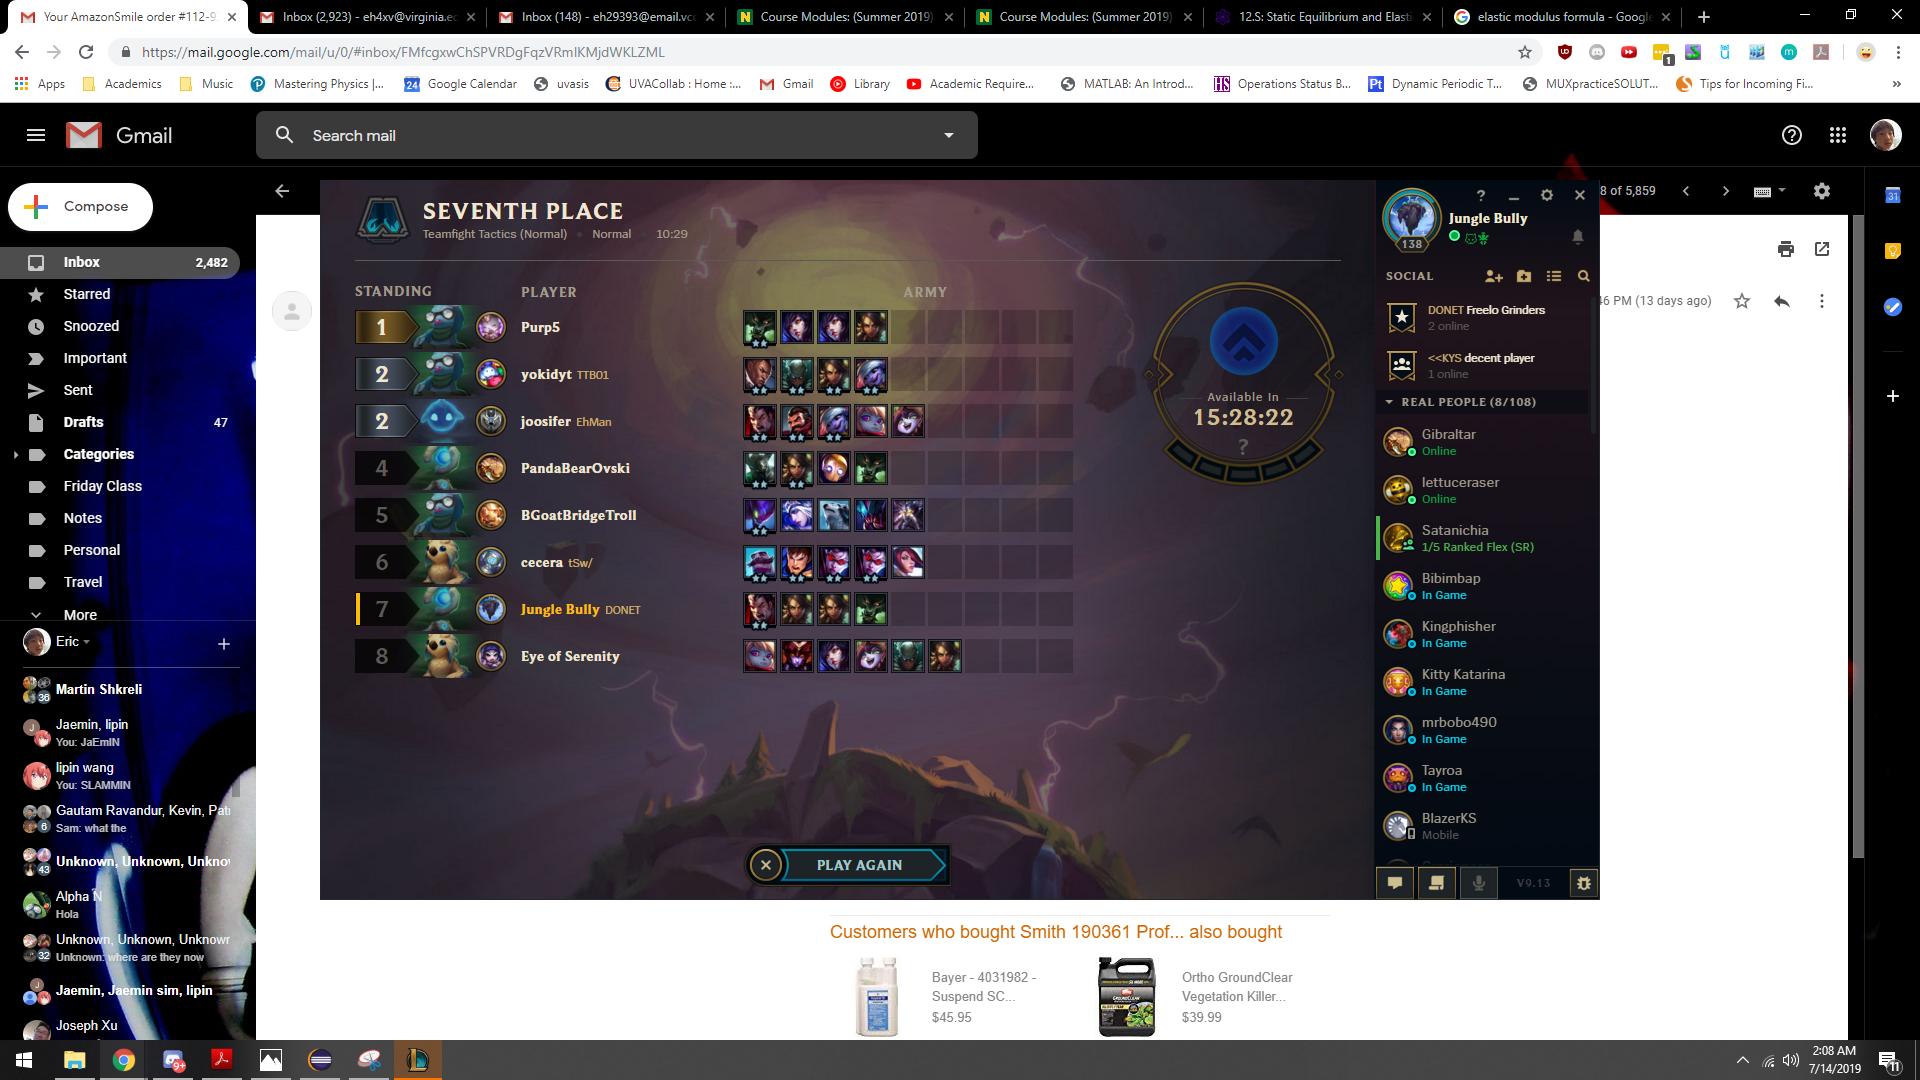 Your AmazonSmile order #112-9
Inbox (2,923) - eh4xv@virginia.ed
Inbox (148) - eh29393@email.vcc
Course Modules: (Summer 2019)
Course Modules: (Summer 2019)
12.S: Static Equilibrium and Elasti
elastic modulus formula - Google
https://mail.google.com/mail/u/0/#inbox/FMfcgxwChSPVRDgFqzVRmlKMjdWKLZML
Apps
Academics
Music
Mastering Physics |...
Google Calendar
uvasis
UVACollab : Home :...
Gmail
Library
Academic Require...
MATLAB: An Introd...
Operations Status B...
Dynamic Periodic T...
MUXpracticeSOLUT...
Tips for Incoming Fi...
Gmail
Search mail
Compose
8 of 5,859
Inbox 2,482
Starred
Snoozed
Important
Sent
Drafts 47
Categories
Friday Class
Notes
Personal
Travel
More
Eric
Martin Shkreli
36
Jaemin, lipin
You: JaEmIN
lipin wang
You: SLAMMIN
Gautam Ravandur, Kevin, Pat
Sam: what the
6
Unknown, Unknown, Unkno
43
Alpha N
Hola
Unknown, Unknown, Unknown
Unknown: where are they now
32
Jaemin, Jaemin sim, lipin
Joseph Xu
SEVENTH PLACE
Teamfight Tactics (Normal) • Normal • 10:29
STANDING PLAYER ARMY
1 Purp5
2 yokidyt TTB01
2 joosifer EhMan
4 PandaBearOvski
5 BGoatBridgeTroll
6 cecera tSw/
7 Jungle Bully DONET
8 Eye of Serenity
Available In
15:28:22
?
PLAY AGAIN
Jungle Bully
138
SOCIAL
DONET Freelo Grinders
2 online
<<KYS decent player
1 online
REAL PEOPLE (8/108)
Gibraltar
Online
lettuceraser
Online
Satanichia
1/5 Ranked Flex (SR)
Bibimbap
In Game
Kingphisher
In Game
Kitty Katarina
In Game
mrbobo490
In Game
Tayroa
In Game
BlazerKS
Mobile
V9.13
46 PM (13 days ago)
Customers who bought Smith 190361 Prof... also bought
Bayer - 4031982 -
Suspend SC...
$45.95
Ortho GroundClear
Vegetation Killer...
$39.99
2:08 AM
7/14/2019
11